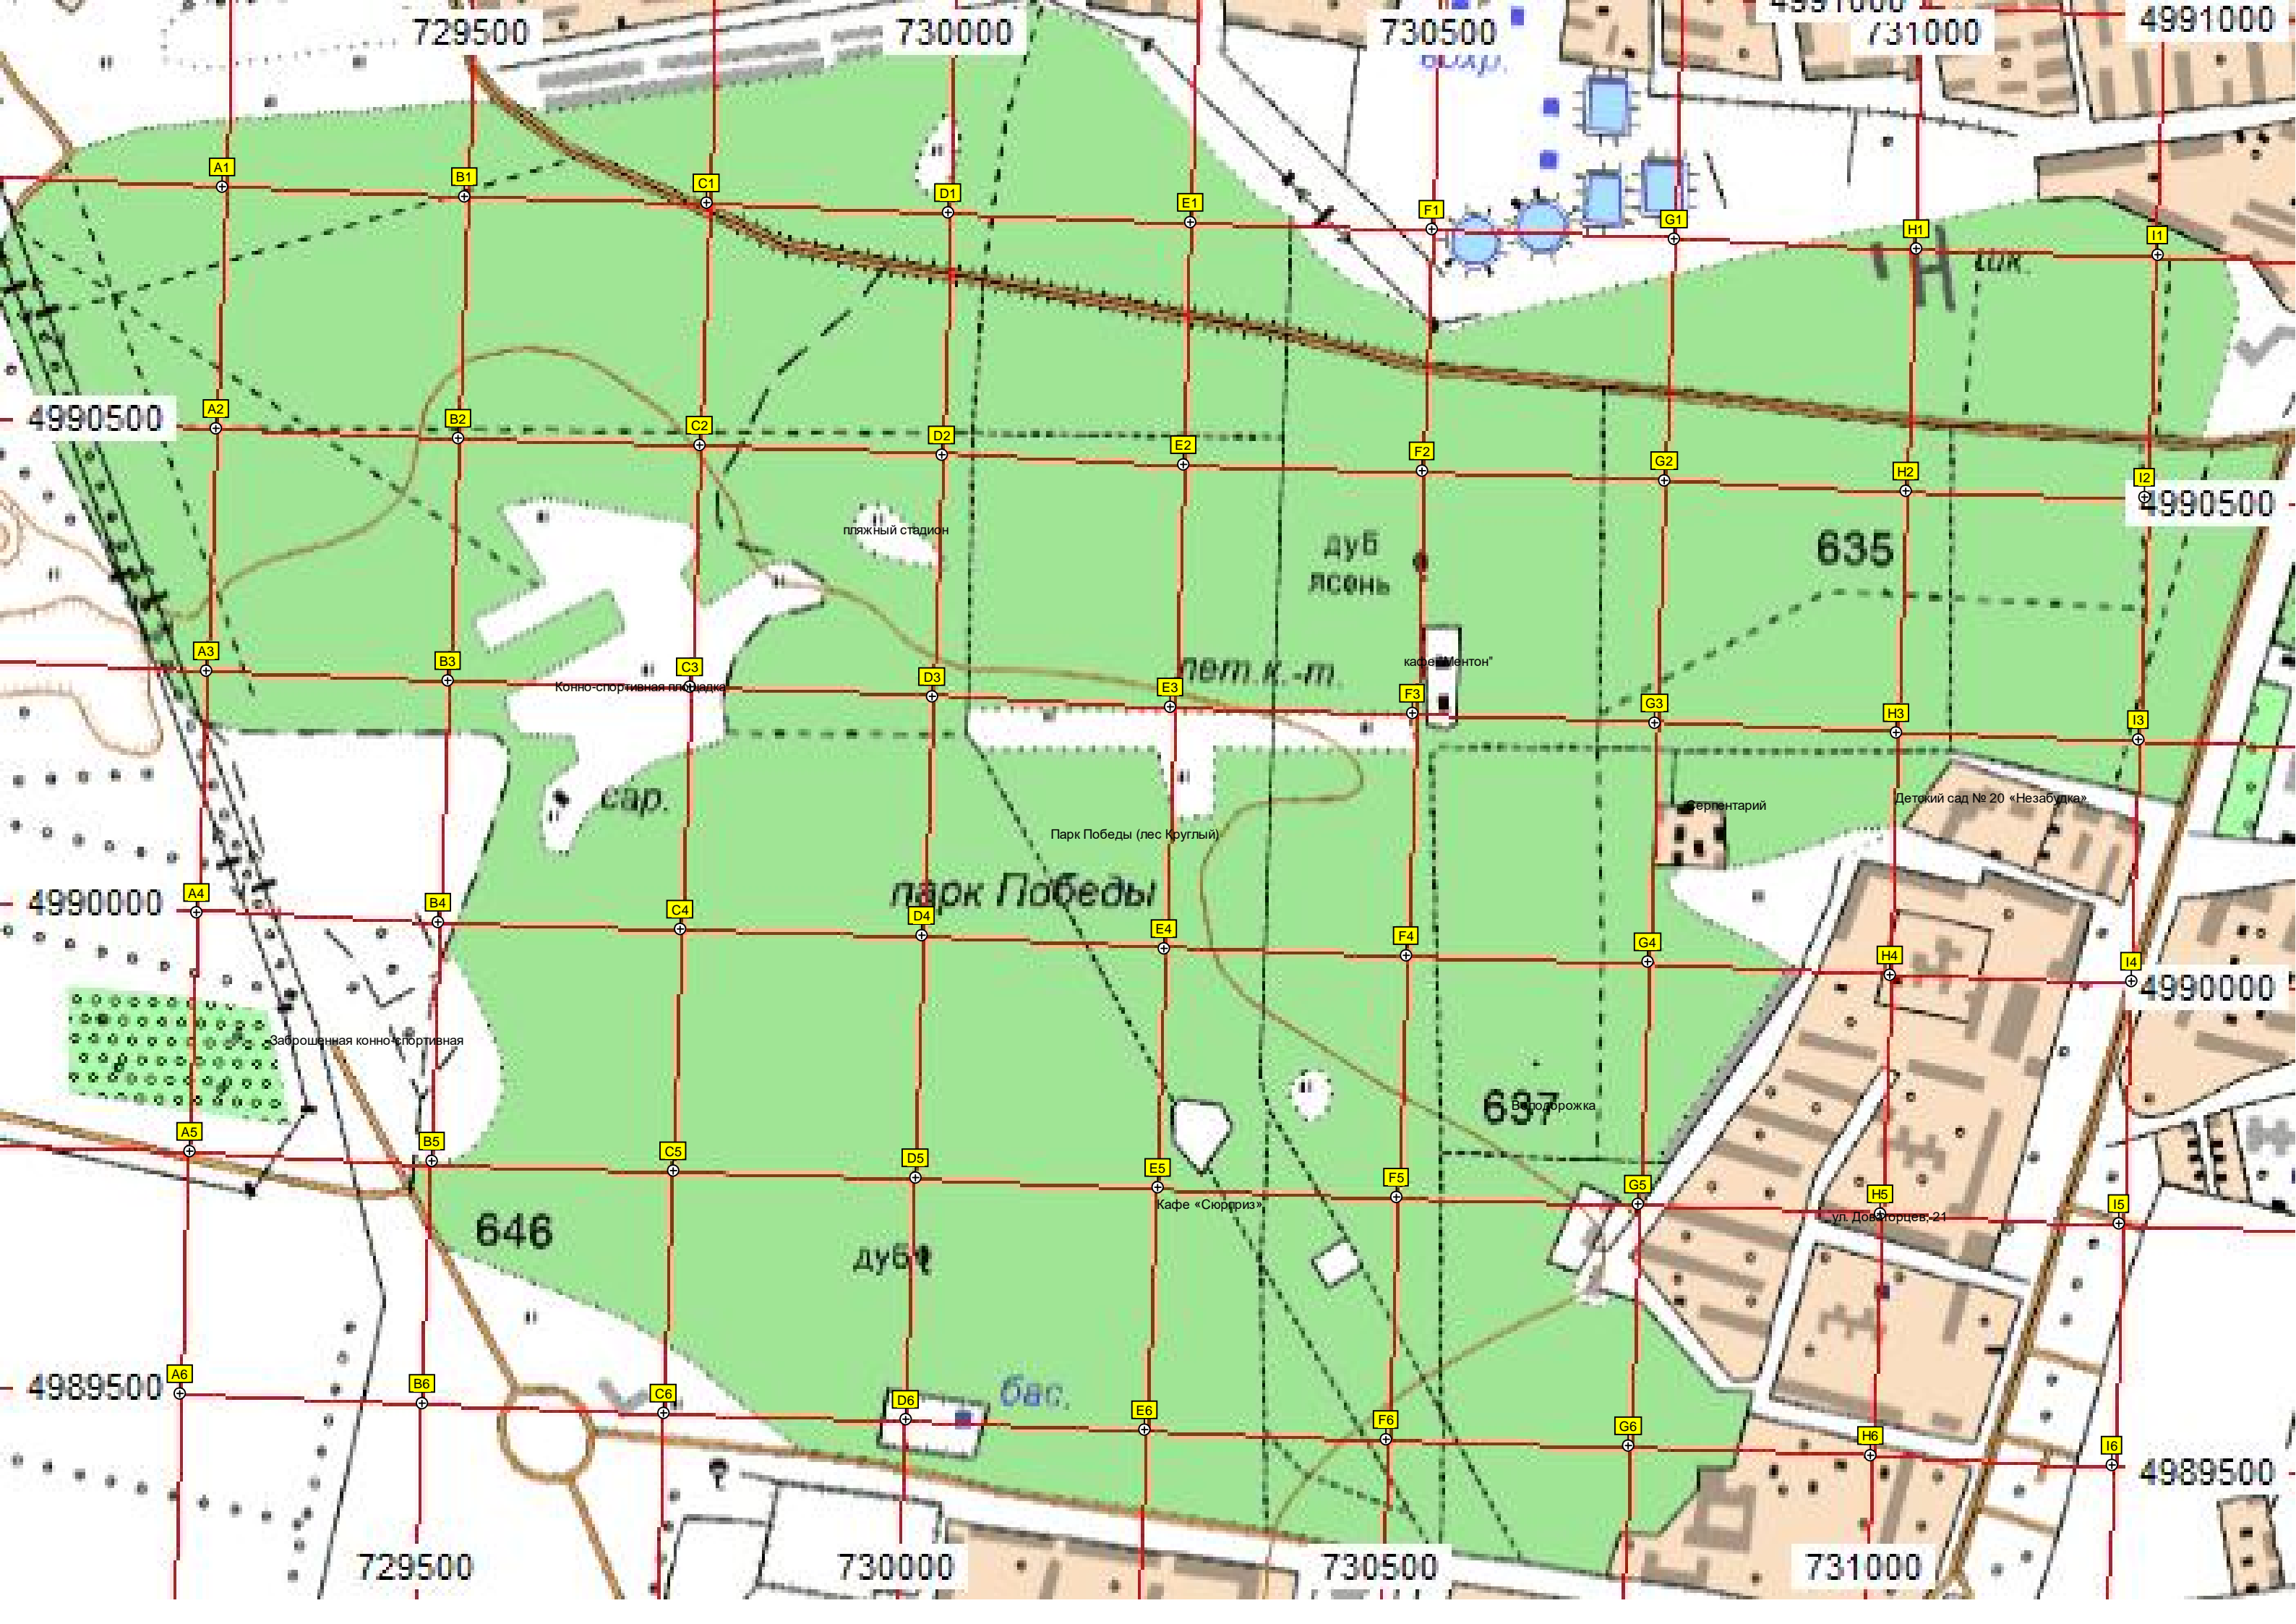 4991000
729500
730000
730500
731000
4991000
вохр.
A1
B1
C1
D1
E1
F1
G1
H1
I1
шк.
4990500
A2
B2
C2
D2
E2
F2
G2
H2
I2
4990500
пляжный стадион
дуб
ясень
635
A3
B3
C3
D3
E3
F3
G3
H3
I3
лет.к.-т.
кафе "Ментон"
Конно-спортивная площадка
сар.
Серпентарий
Детский сад № 20 «Незабудка»
Парк Победы (лес Круглый)
парк Победы
4990000
A4
B4
C4
D4
E4
F4
G4
H4
I4
4990000
Заброшенная конно-спортивная
637
Велодорожка
A5
B5
C5
D5
E5
F5
G5
H5
I5
Кафе «Сюрприз»
ул. Доваторцев, 21
646
дуб
4989500
A6
B6
C6
D6
E6
F6
G6
H6
I6
бас.
4989500
729500
730000
730500
731000